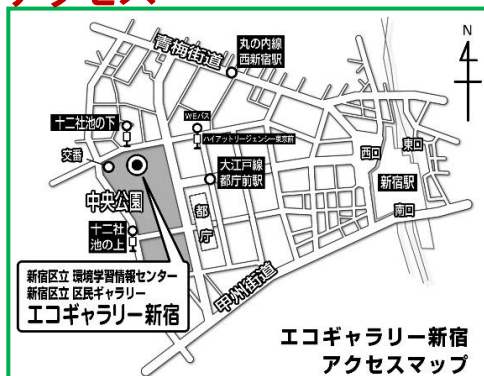 アクセス
青梅街道
丸の内線
西新宿駅
N
十二社池の下
WEバス
ハイアットリージェンシー東京前
交番
大江戸線
都庁前駅
西口
東口
新宿駅
中央公園
都庁
南口
十二社
池の上
甲州街道
新宿区立 環境学習情報センター
新宿区立 区民ギャラリー
エコギャラリー新宿
エコギャラリー新宿
アクセスマップ